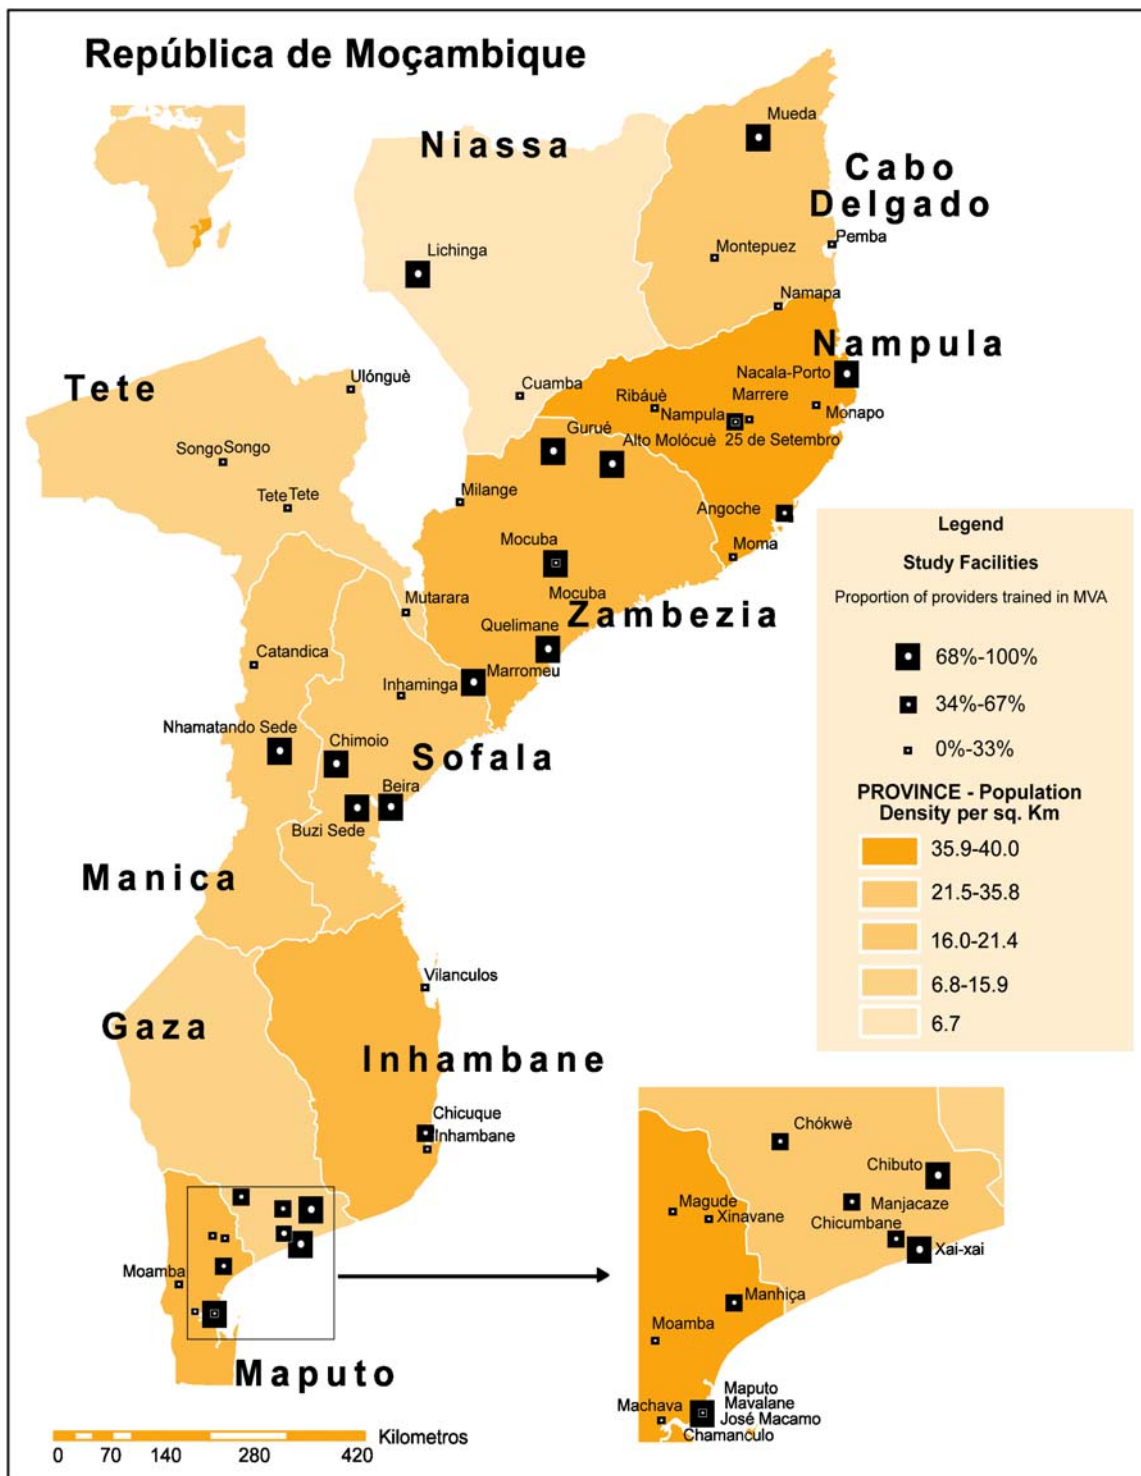 República de Moçambique
Niassa
Mueda
Cabo
Delgado
Lichinga
Montepuez
Pemba
Namapa
Nampula
Tete
Ulónguè
Cuamba
Nacala-Porto
Ribáuè
Marrere
Nampula
Monapo
Gurué
Alto Molócuè
25 de Setembro
Songo Songo
Tete Tete
Milange
Angoche
Moma
Mocuba
Mocuba
Mutarara
Zambezia
Quelimane
Catandica
Marromeu
Inhaminga
Nhamatando Sede
Chimoio
Sofala
Beira
Buzi Sede
Manica
Vilanculos
Gaza
Inhambane
Chicuque
Inhambane
Moamba
Maputo
Kilometros
0 70 140 280 420
Legend
Study Facilities
Proportion of providers trained in MVA
68%-100%
34%-67%
0%-33%
PROVINCE - Population
Density per sq. Km
35.9-40.0
21.5-35.8
16.0-21.4
6.8-15.9
6.7
Chókwè
Chibuto
Magude
Xinavane
Manjacaze
Chicumbane
Xai-xai
Manhiça
Moamba
Machava
Maputo
Mavalane
José Macamo
Chamanculo